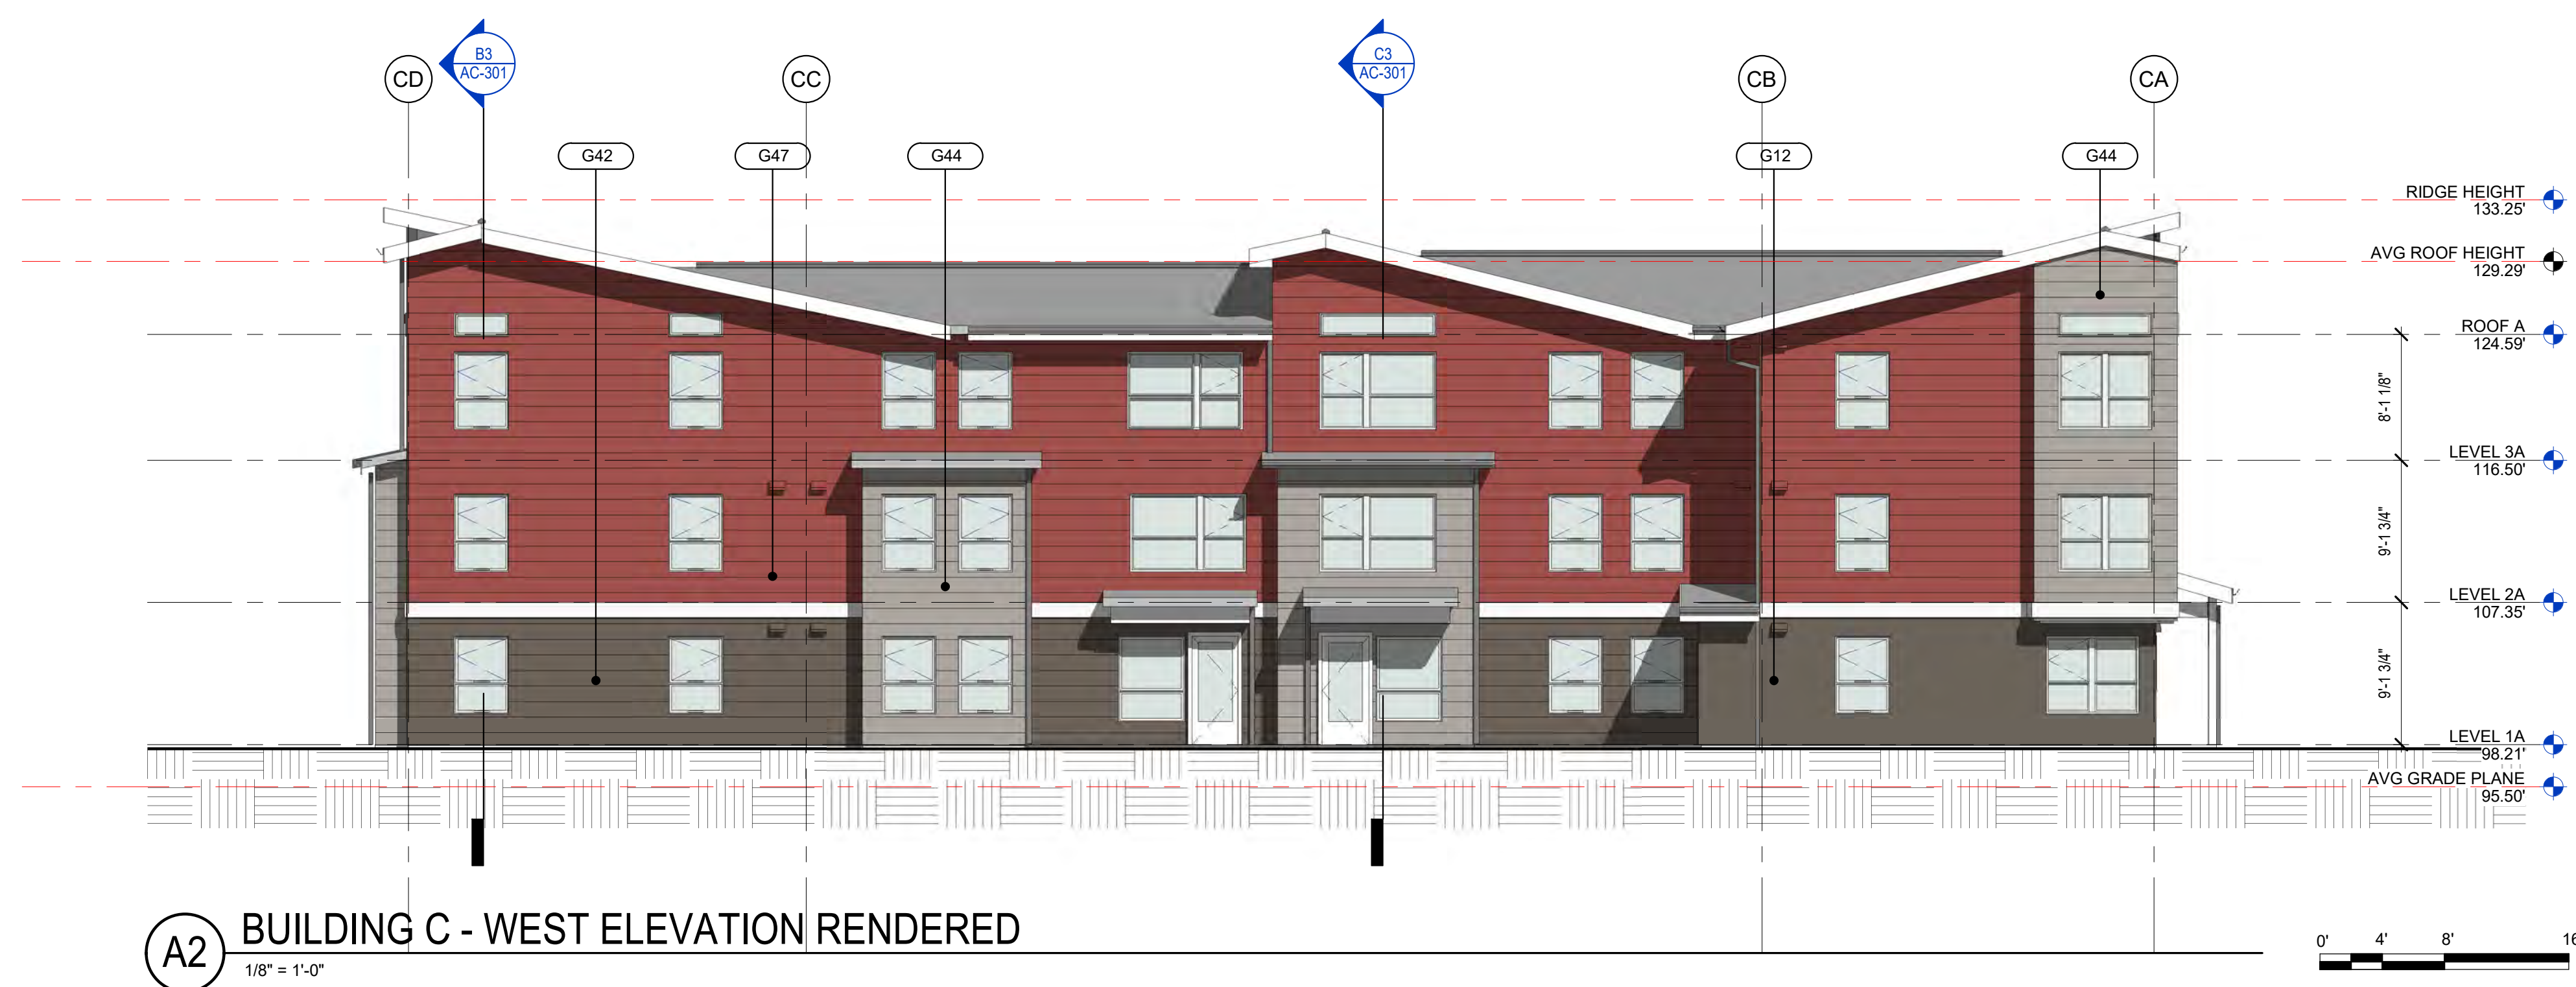 B3
AC-301
C3
AC-301
CD
CC
CB
CA
G42
G47
G44
G12
G44
RIDGE HEIGHT
133.25'
AVG ROOF HEIGHT
129.29'
ROOF A
124.59'
8'-1 1/8"
LEVEL 3A
116.50'
9'-1 3/4"
LEVEL 2A
107.35'
9'-1 3/4"
LEVEL 1A
98.21'
AVG GRADE PLANE
95.50'
A2
BUILDING C - WEST ELEVATION RENDERED
1/8" = 1'-0"
0' 4' 8' 16